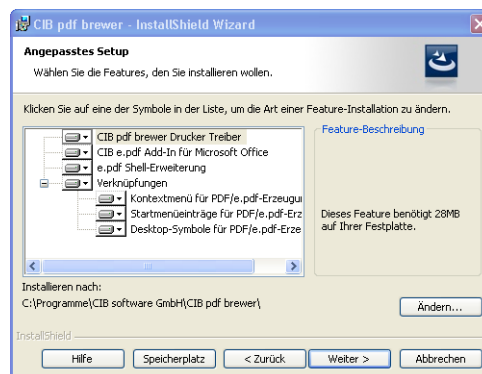 CIB pdf brewer - InstallShield Wizard
Angepasstes Setup
Wählen Sie die Features, den Sie installieren wollen.
Klicken Sie auf eine der Symbole in der Liste, um die Art einer Feature-Installation zu ändern.
CIB pdf brewer Drucker Treiber
CIB e.pdf Add-In für Microsoft Office
e.pdf Shell-Erweiterung
Verknüpfungen
Kontextmenü für PDF/e.pdf-Erzeugu
Startmenüeinträge für PDF/e.pdf-Erz
Desktop-Symbole für PDF/e.pdf-Erze
Feature-Beschreibung
Dieses Feature benötigt 28MB
auf Ihrer Festplatte.
Installieren nach:
C:\Programme\CIB software GmbH\CIB pdf brewer\
Ändern...
InstallShield
Hilfe
Speicherplatz
< Zurück
Weiter >
Abbrechen